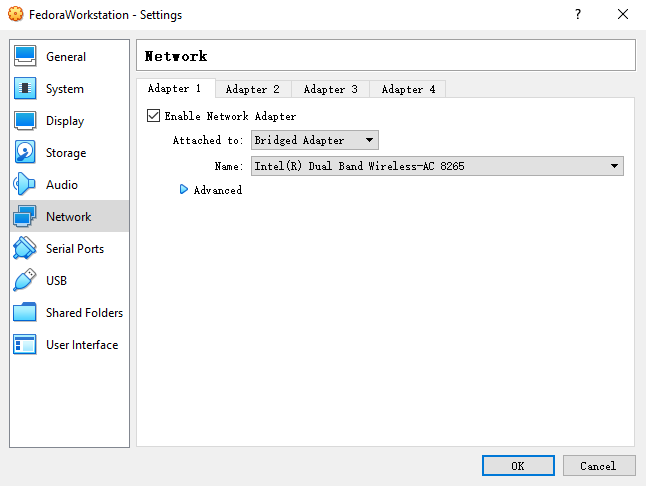 FedoraWorkstation - Settings
?
General
System
Display
Storage
Audio
Network
Serial Ports
USB
Shared Folders
User Interface
Network
Adapter 1 Adapter 2 Adapter 3 Adapter 4
Enable Network Adapter
Attached to: Bridged Adapter
Name: Intel(R) Dual Band Wireless-AC 8265
Advanced
OK Cancel